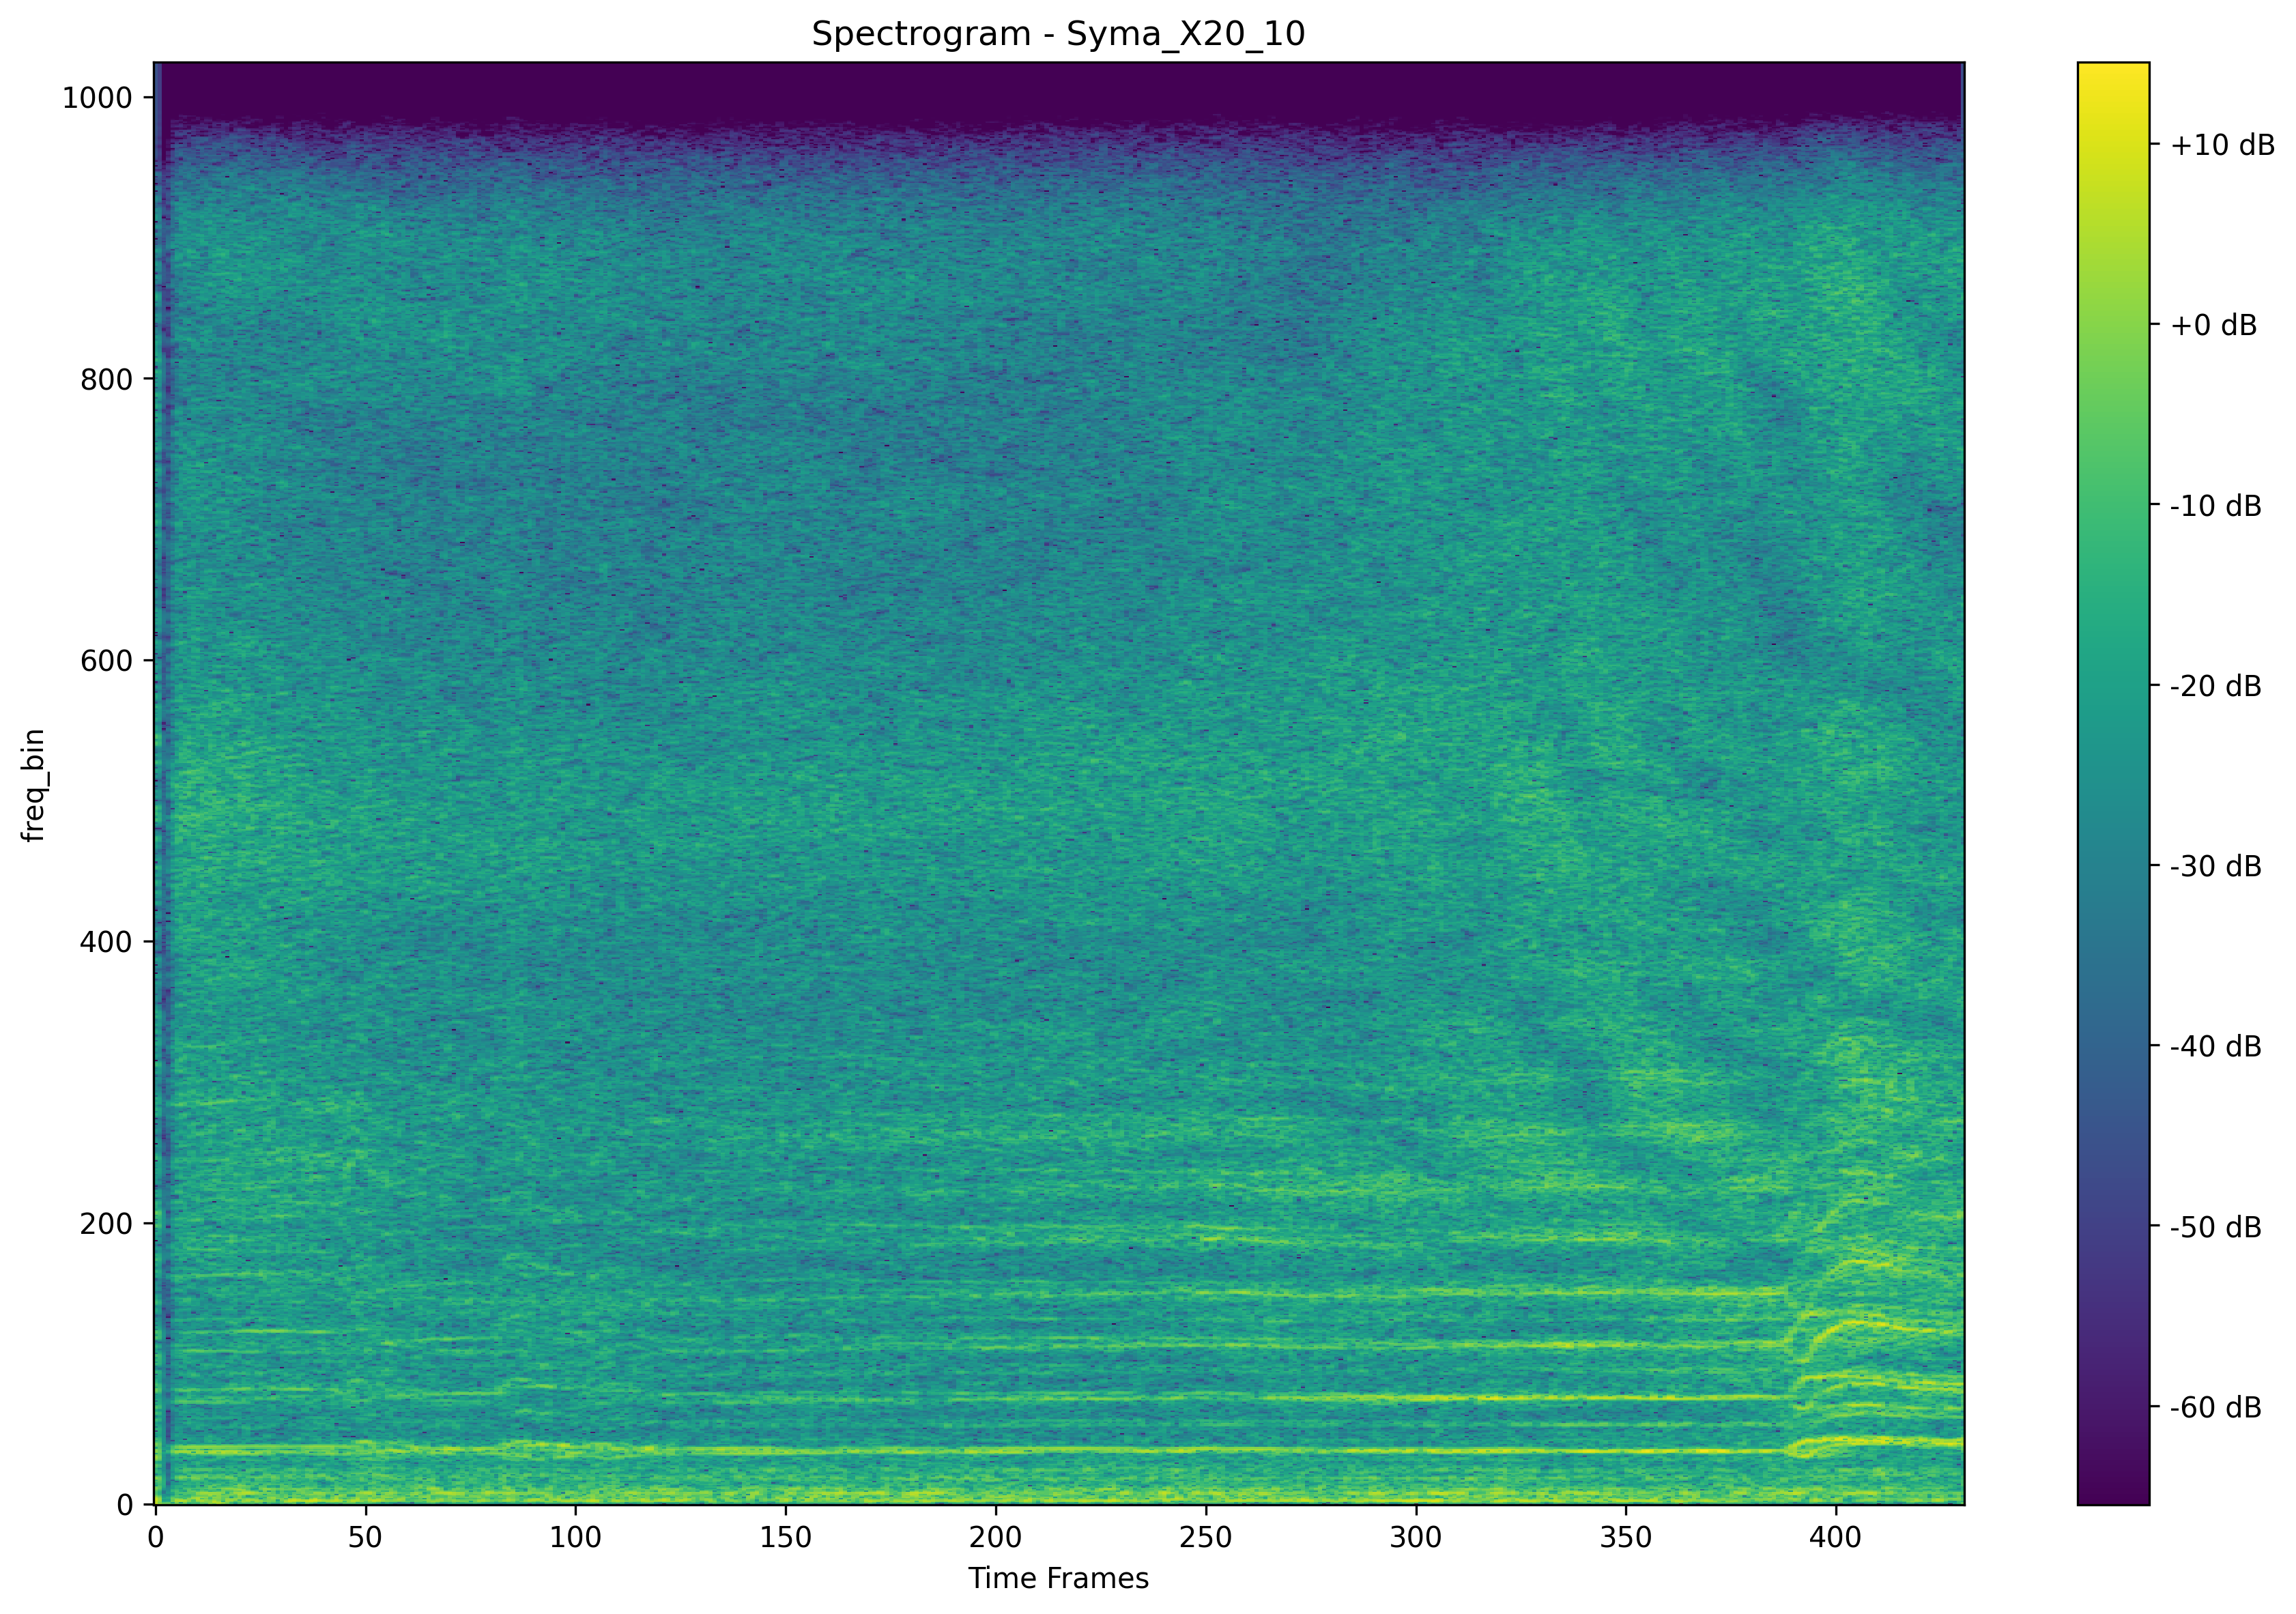 Spectrogram - Syma_X20_10
1000
800
600
400
200
0
freq_bin
0 50 100 150 200 250 300 350 400
Time Frames
+10 dB
+0 dB
-10 dB
-20 dB
-30 dB
-40 dB
-50 dB
-60 dB